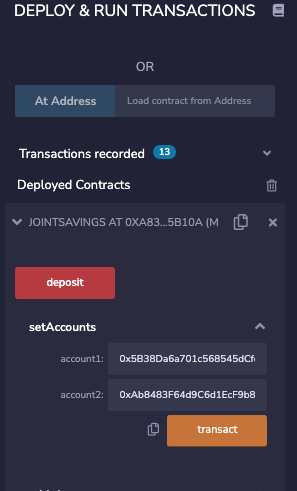 DEPLOY & RUN TRANSACTIONS
OR
At Address Load contract from Address
Transactions recorded 13
Deployed Contracts
JOINTSAVINGS AT 0XA83...5B10A (M
deposit
setAccounts
account1: 0x5B38Da6a701c568545dCf
account2: 0xAb8483F64d9C6d1EcF9b8
transact